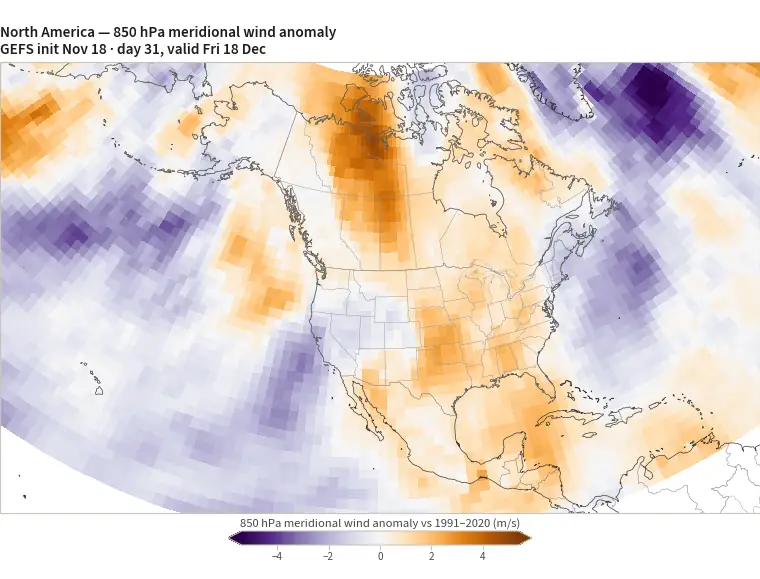 North America — 850 hPa meridional wind anomaly
GEFS init Nov 18 · day 31, valid Fri 18 Dec
850 hPa meridional wind anomaly vs 1991–2020 (m/s)
−4 −2 0 2 4